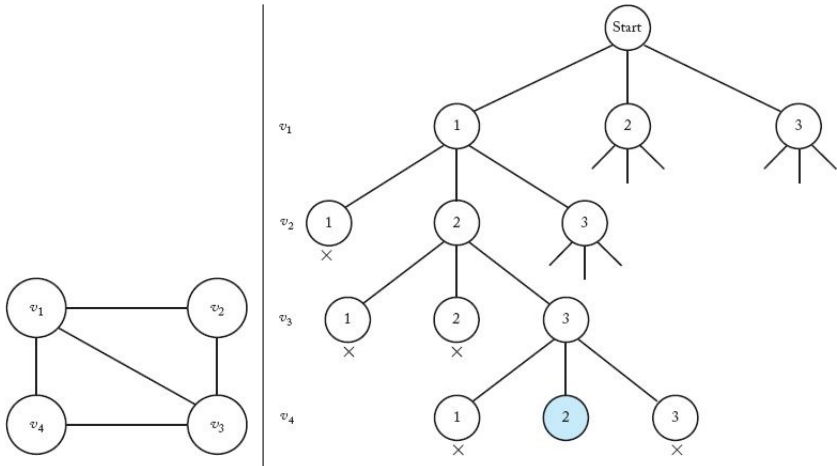 Start
v₁ 1 2 3
v₂ 1 2 3
×
v₁ v₂
v₃ 1 2 3
× ×
v₄ v₃
v₄ 1 2 3
× ×